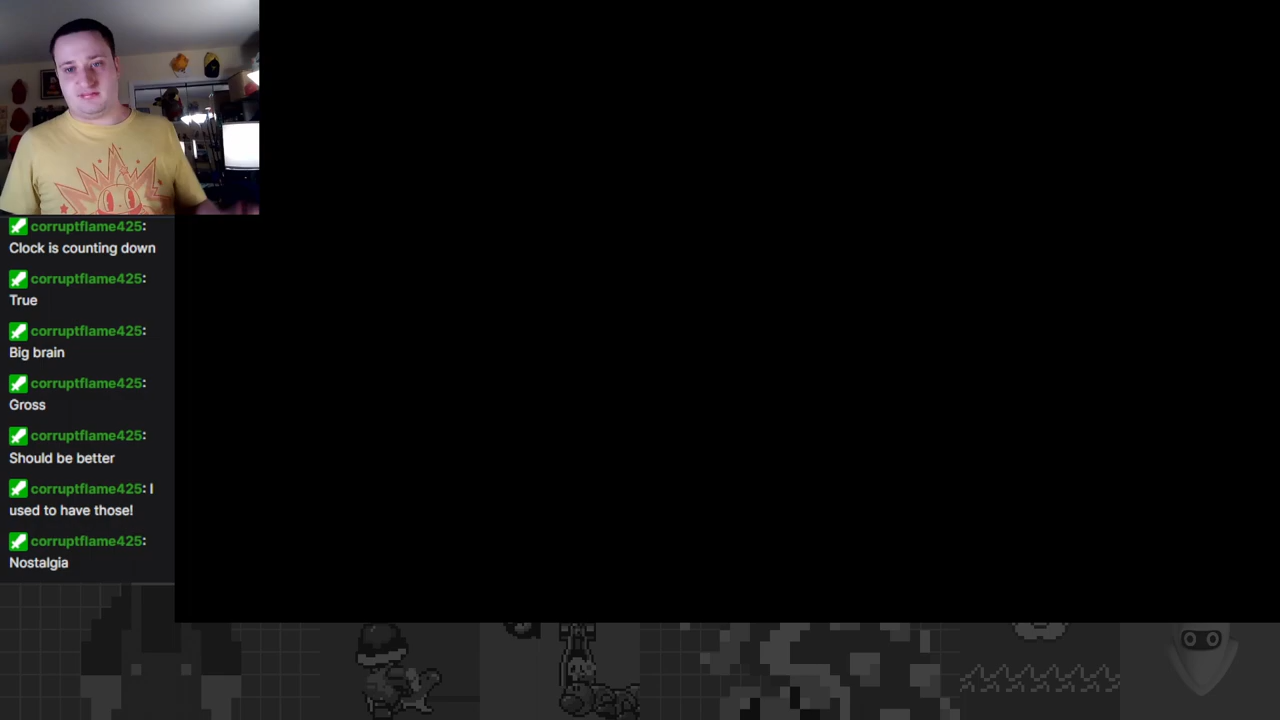 corruptflame425:
Clock is counting down
corruptflame425:
True
corruptflame425:
Big brain
corruptflame425:
Gross
corruptflame425:
Should be better
corruptflame425: I
used to have those!
corruptflame425:
Nostalgia